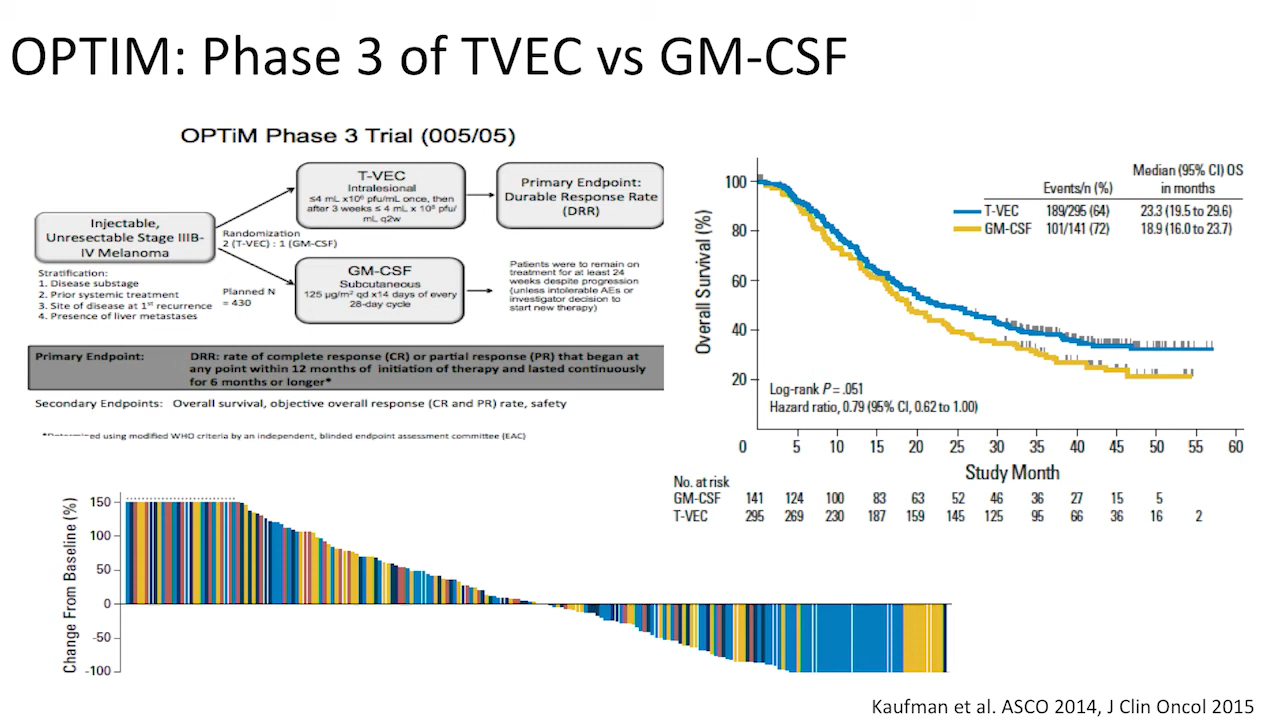 OPTIM: Phase 3 of TVEC vs GM-CSF
OPTiM Phase 3 Trial (005/05)
Injectable,
Unresectable Stage IIIB-
IV Melanoma
Stratification:
1. Disease substage
2. Prior systemic treatment
3. Site of disease at 1st recurrence
4. Presence of liver metastases
Randomization
2 (T-VEC) : 1 (GM-CSF)
Planned N
= 430
T-VEC
Intralesional
≤4 mL x10⁶ pfu/mL once, then
after 3 weeks ≤ 4 mL x 10⁸ pfu/
mL q2w
GM-CSF
Subcutaneous
125 µg/m² qd x14 days of every
28-day cycle
Primary Endpoint:
Durable Response Rate
(DRR)
Patients were to remain on
treatment for at least 24
weeks despite progression
(unless intolerable AEs or
investigator decision to
start new therapy)
Primary Endpoint: DRR: rate of complete response (CR) or partial response (PR) that began at
any point within 12 months of initiation of therapy and lasted continuously
for 6 months or longer*
Secondary Endpoints: Overall survival, objective overall response (CR and PR) rate, safety
*Determined using modified WHO criteria by an independent, blinded endpoint assessment committee (EAC)
Median (95% CI) OS
Events/n (%) in months
T-VEC 189/295 (64) 23.3 (19.5 to 29.6)
GM-CSF 101/141 (72) 18.9 (16.0 to 23.7)
Overall Survival (%)
100
80
60
40
20
Log-rank P = .051
Hazard ratio, 0.79 (95% CI, 0.62 to 1.00)
0 5 10 15 20 25 30 35 40 45 50 55 60
Study Month
No. at risk
GM-CSF 141 124 100 83 63 52 46 36 27 15 5
T-VEC 295 269 230 187 159 145 125 95 66 36 16 2
Change From Baseline (%)
150
100
50
0
-50
-100
Kaufman et al. ASCO 2014, J Clin Oncol 2015